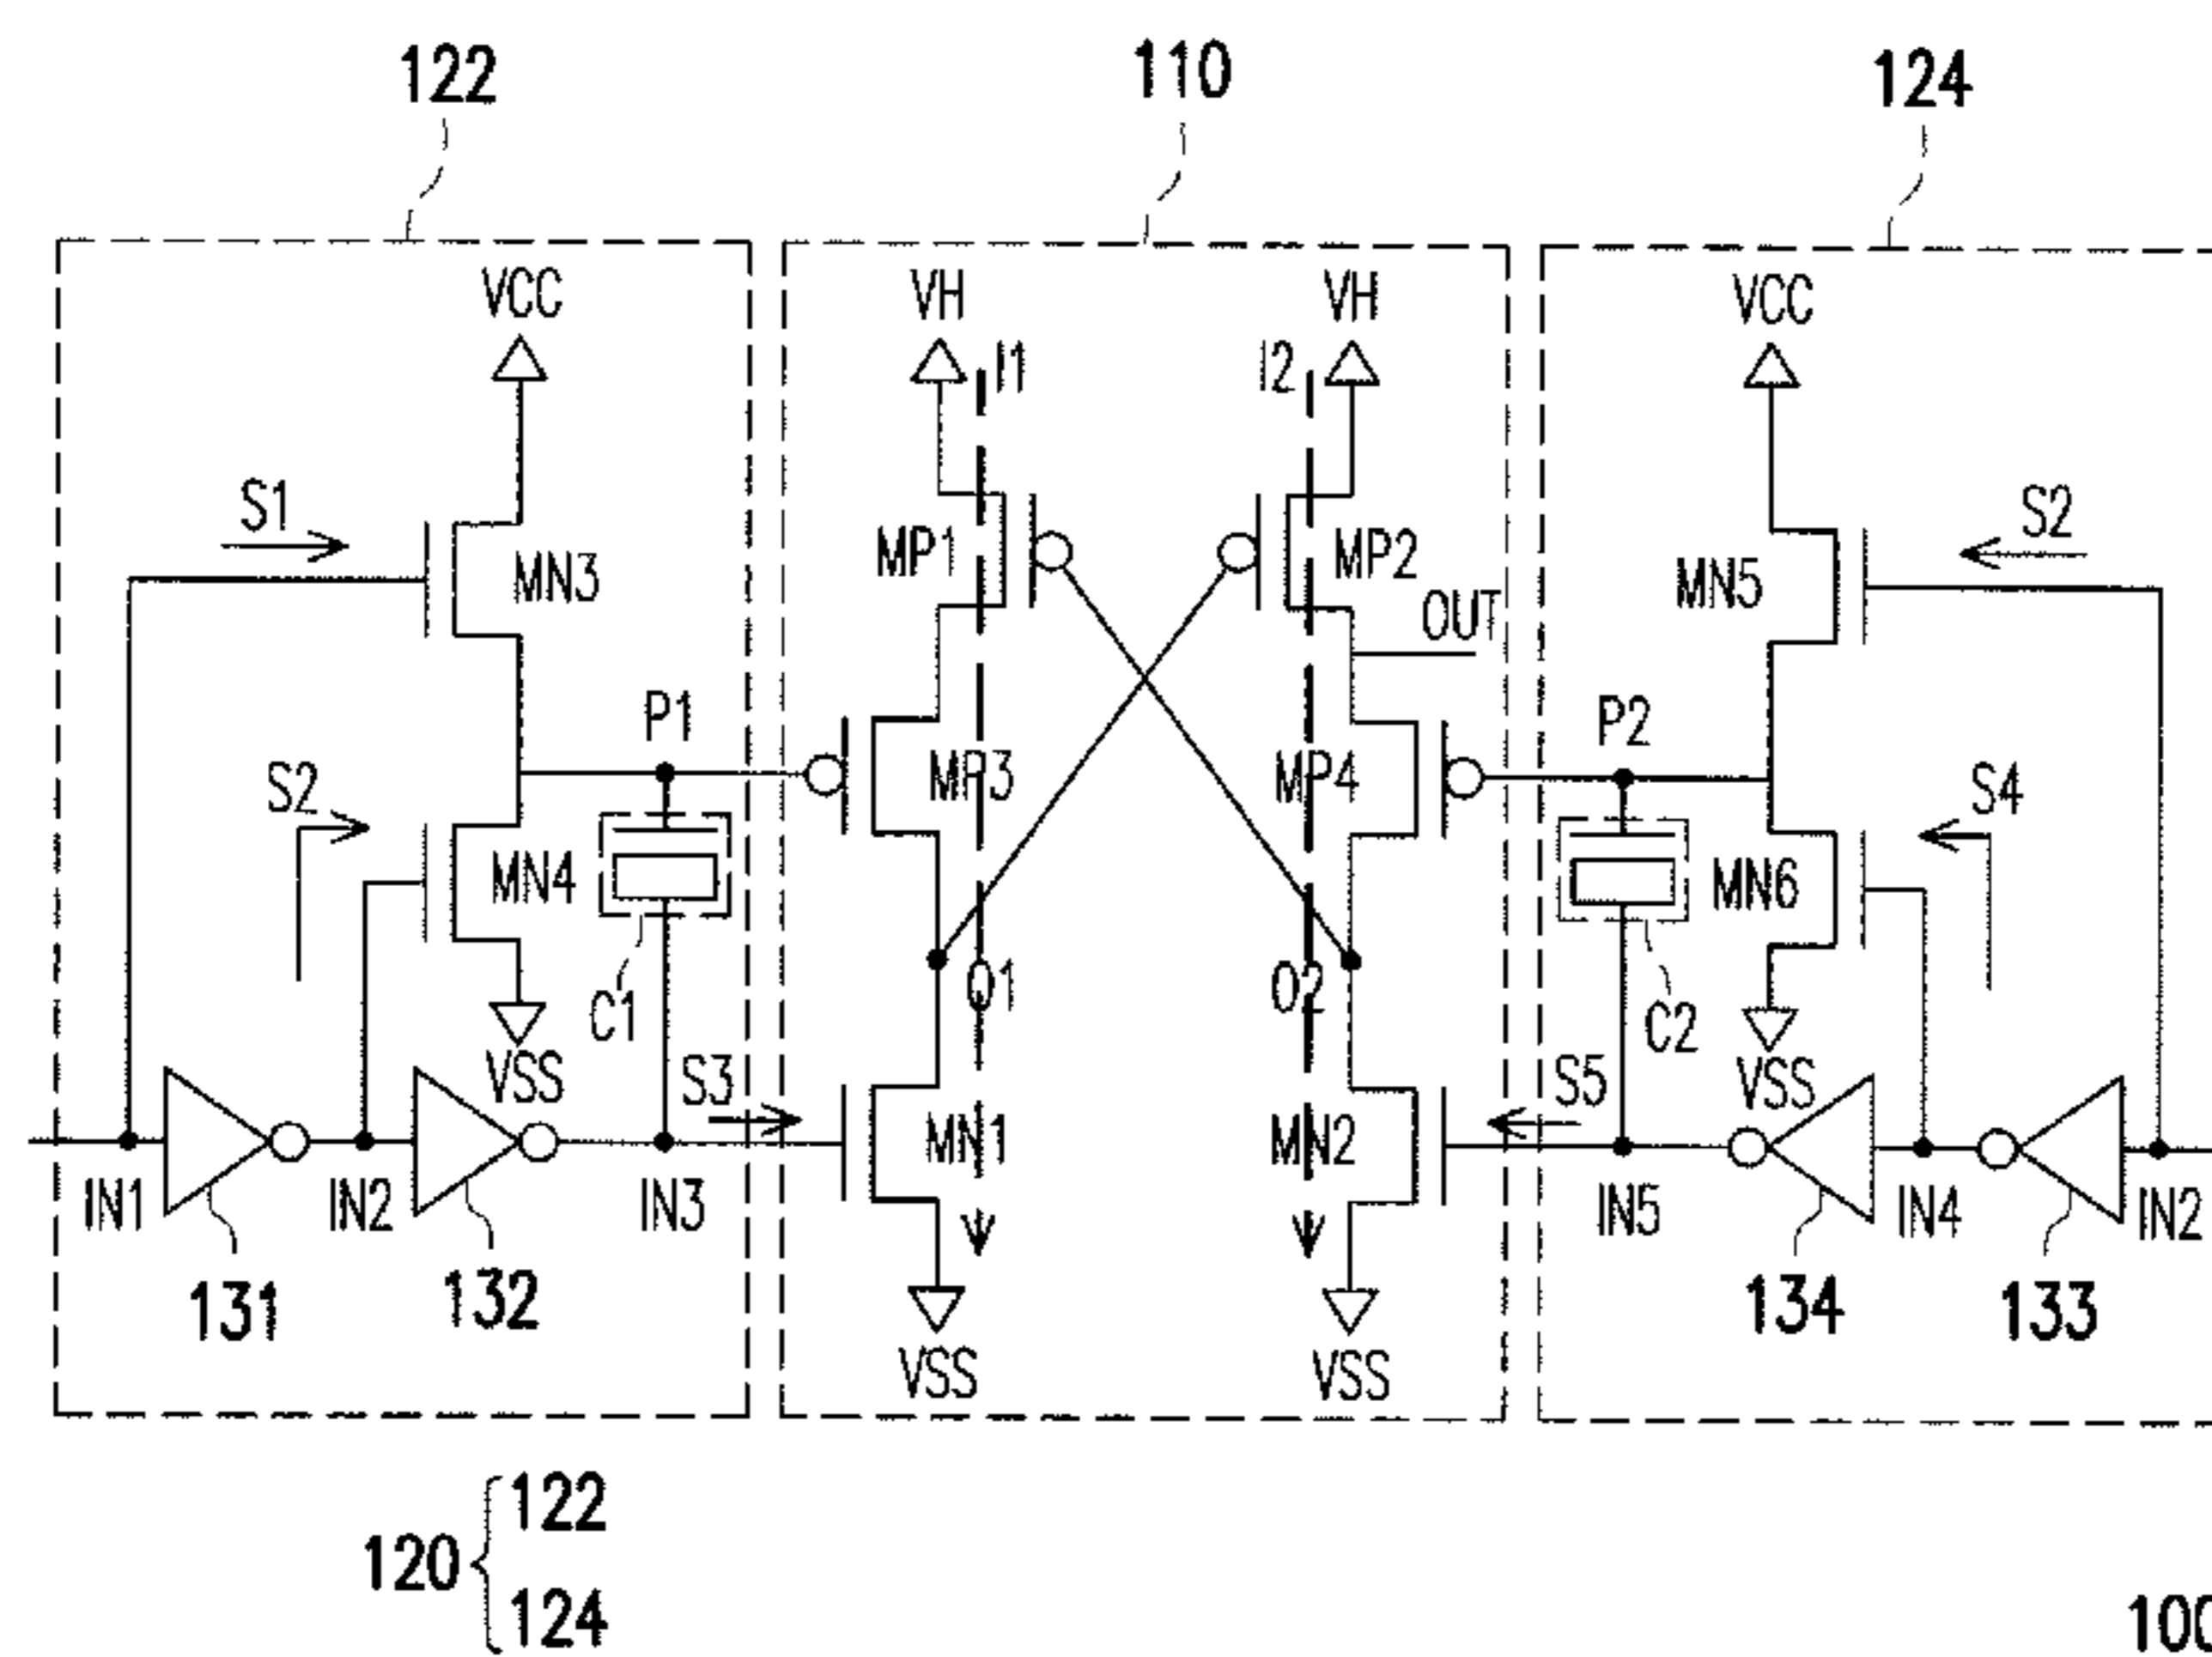 122
110
124
VCC
VH
VH
VCC
I1
I2
S1
S2
MN3
MP1
MP2
MN5
OUT
P1
P2
S2
MP3
MP4
S4
MN4
MN6
C1
O1
O2
C2
VSS
S3
S5
VSS
MN1
MN2
IN1
IN2
IN3
IN5
IN4
IN2
131
132
134
133
VSS
VSS
122
120
124